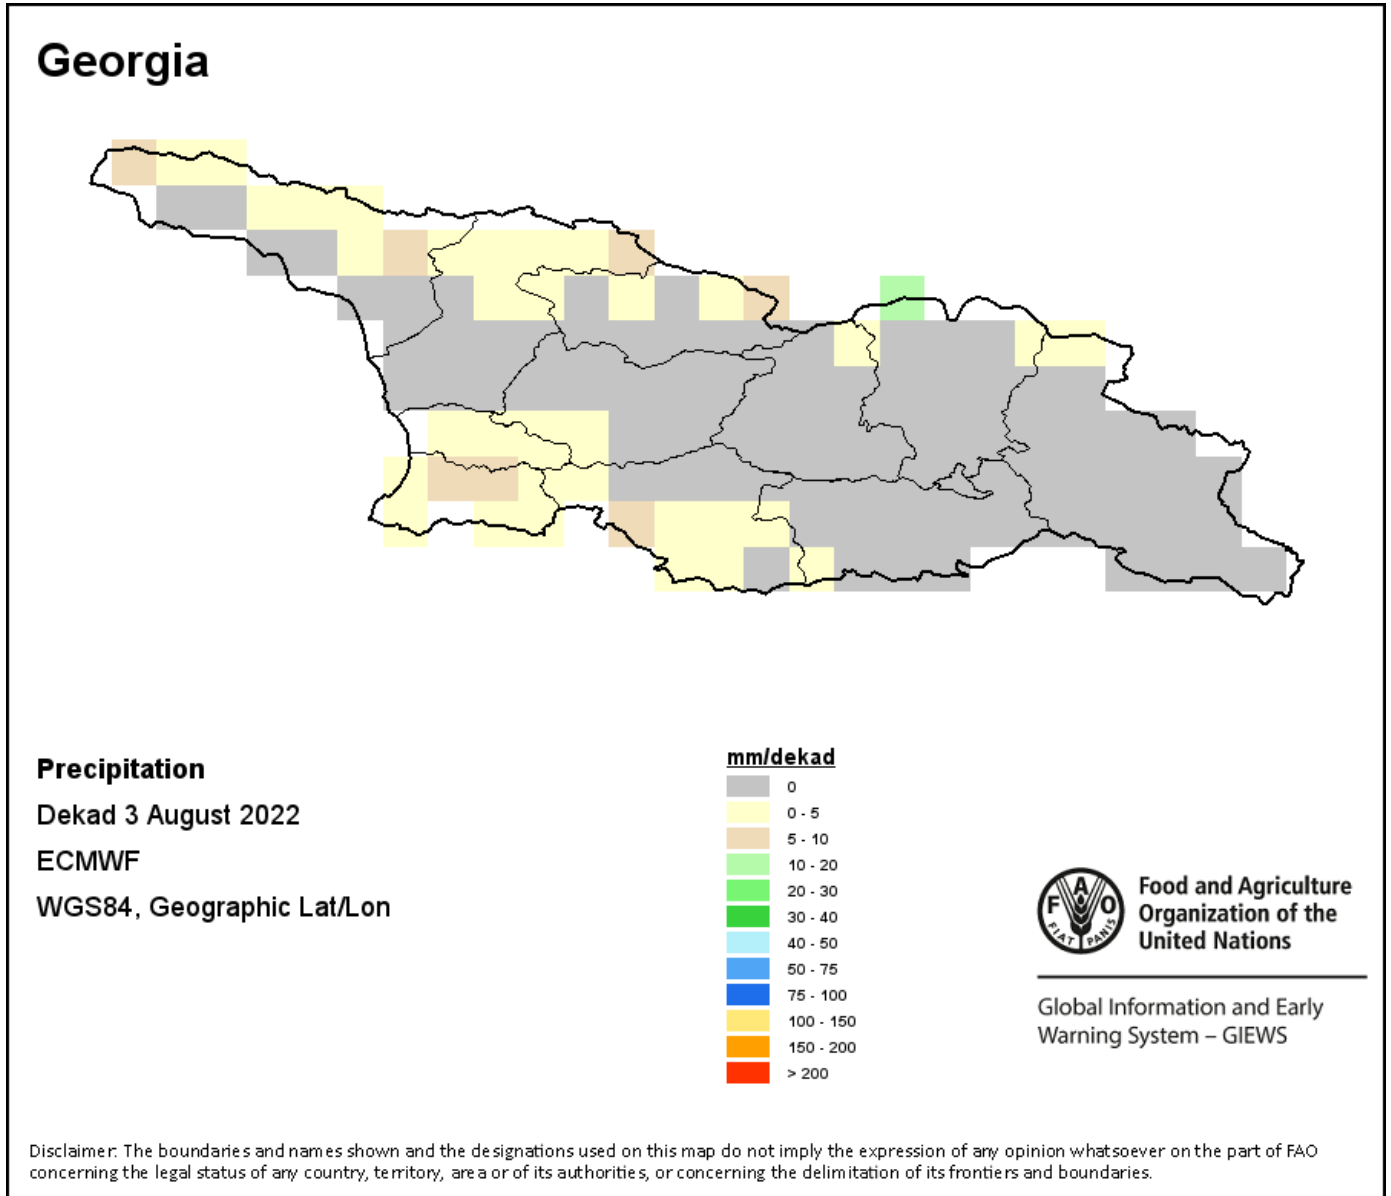 Georgia
Precipitation
Dekad 3 August 2022
ECMWF
WGS84, Geographic Lat/Lon
mm/dekad
0
0 - 5
5 - 10
10 - 20
20 - 30
30 - 40
40 - 50
50 - 75
75 - 100
100 - 150
150 - 200
> 200
F A O
FIAT PANIS
Food and Agriculture
Organization of the
United Nations
Global Information and Early
Warning System – GIEWS
Disclaimer: The boundaries and names shown and the designations used on this map do not imply the expression of any opinion whatsoever on the part of FAO
concerning the legal status of any country, territory, area or of its authorities, or concerning the delimitation of its frontiers and boundaries.